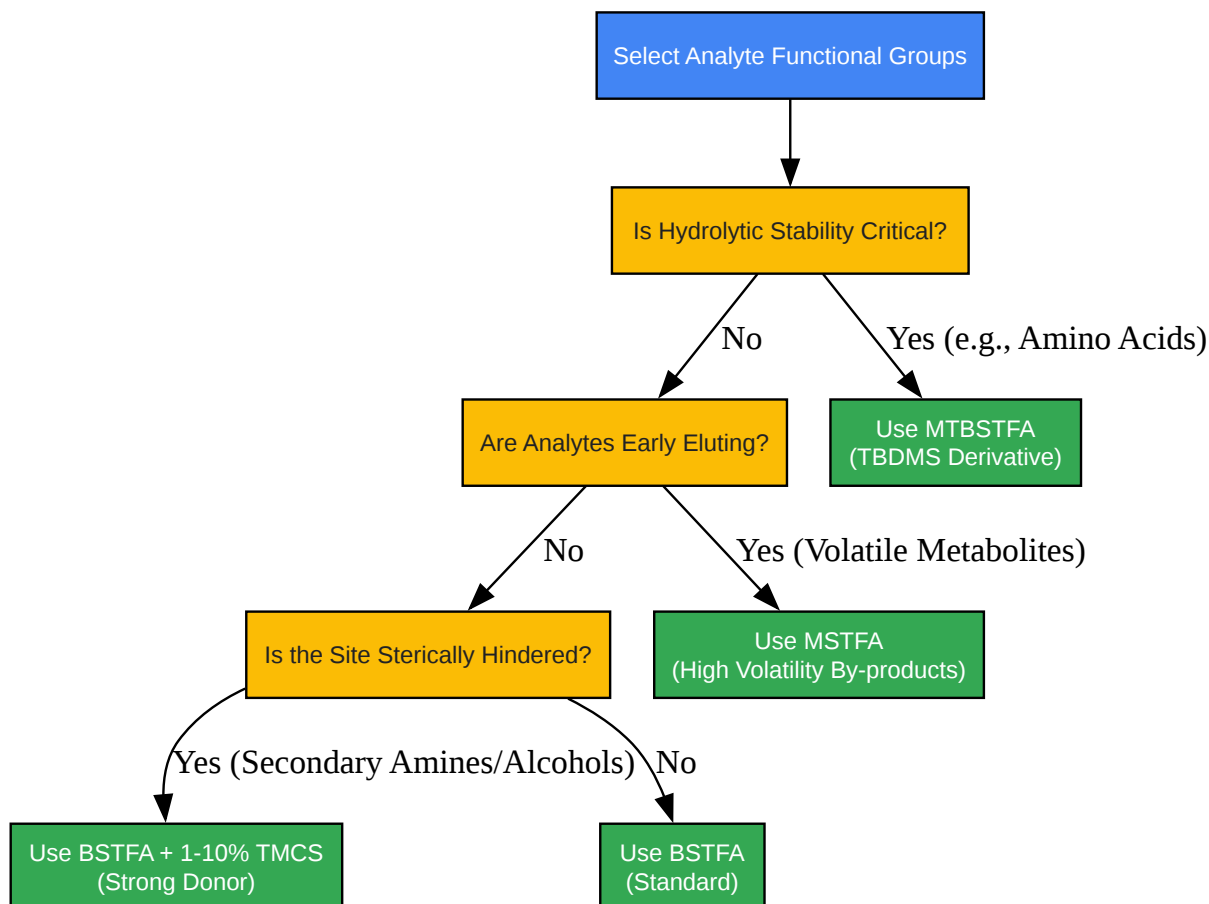 Select Analyte Functional Groups
Is Hydrolytic Stability Critical?
No
Yes (e.g., Amino Acids)
Are Analytes Early Eluting?
Use MTBSTFA
(TBDMS Derivative)
No
Yes (Volatile Metabolites)
Is the Site Sterically Hindered?
Use MSTFA
(High Volatility By-products)
Yes (Secondary Amines/Alcohols)
No
Use BSTFA + 1-10% TMCS
(Strong Donor)
Use BSTFA
(Standard)